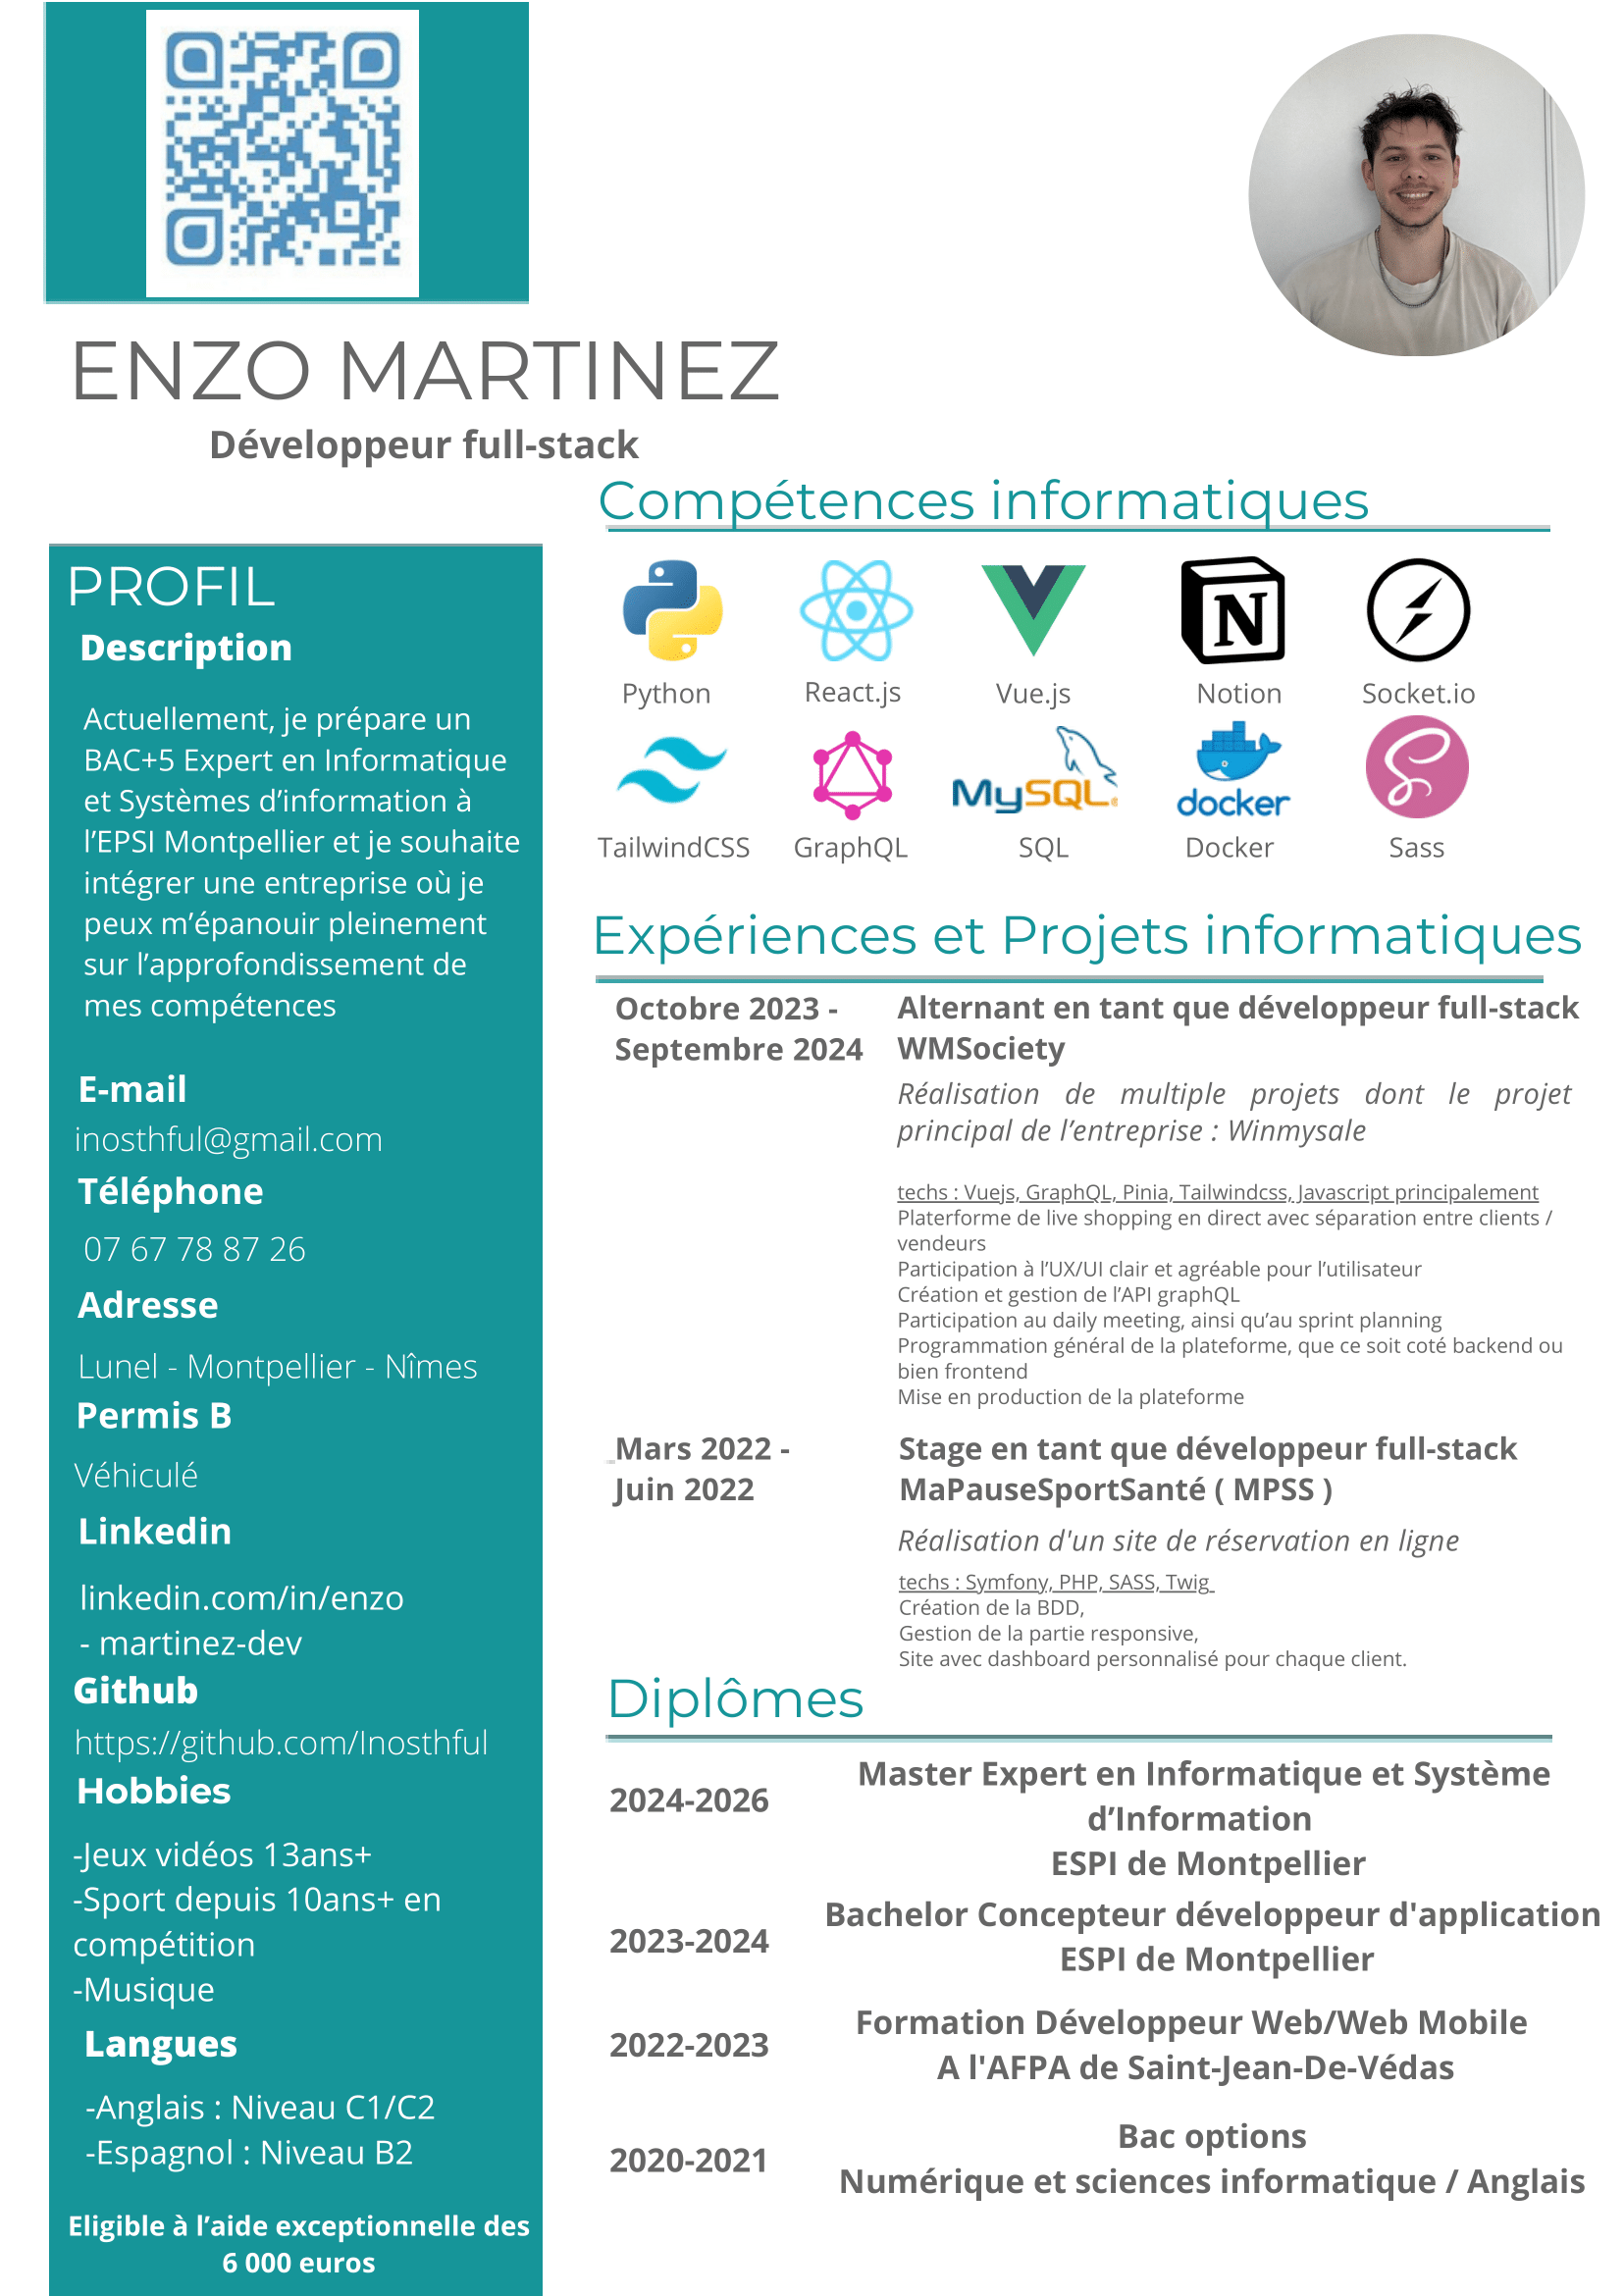 ENZO MARTINEZ
Développeur full-stack
PROFIL
Description
Actuellement, je prépare un
BAC+5 Expert en Informatique
et Systèmes d’information à
l’EPSI Montpellier et je souhaite
intégrer une entreprise où je
peux m’épanouir pleinement
sur l’approfondissement de
mes compétences
E-mail
inosthful@gmail.com
Téléphone
07 67 78 87 26
Adresse
Lunel - Montpellier - Nîmes
Permis B
Véhiculé
Linkedin
linkedin.com/in/enzo
- martinez-dev
Github
https://github.com/Inosthful
Hobbies
-Jeux vidéos 13ans+
-Sport depuis 10ans+ en
compétition
-Musique
Langues
-Anglais : Niveau C1/C2
-Espagnol : Niveau B2
Eligible à l’aide exceptionnelle des
6 000 euros
Compétences informatiques
N
Python React.js Vue.js Notion Socket.io
MySQL docker
TailwindCSS GraphQL SQL Docker Sass
Expériences et Projets informatiques
Octobre 2023 -
Septembre 2024
Alternant en tant que développeur full-stack
WMSociety
Réalisation de multiple projets dont le projet
principal de l’entreprise : Winmysale
techs : Vuejs, GraphQL, Pinia, Tailwindcss, Javascript principalement
Platerforme de live shopping en direct avec séparation entre clients /
vendeurs
Participation à l’UX/UI clair et agréable pour l’utilisateur
Création et gestion de l’API graphQL
Participation au daily meeting, ainsi qu’au sprint planning
Programmation général de la plateforme, que ce soit coté backend ou
bien frontend
Mise en production de la plateforme
Mars 2022 -
Juin 2022
Stage en tant que développeur full-stack
MaPauseSportSanté ( MPSS )
Réalisation d'un site de réservation en ligne
techs : Symfony, PHP, SASS, Twig
Création de la BDD,
Gestion de la partie responsive,
Site avec dashboard personnalisé pour chaque client.
Diplômes
2024-2026
Master Expert en Informatique et Système
d’Information
ESPI de Montpellier
2023-2024
Bachelor Concepteur développeur d'application
ESPI de Montpellier
2022-2023
Formation Développeur Web/Web Mobile
A l'AFPA de Saint-Jean-De-Védas
2020-2021
Bac options
Numérique et sciences informatique / Anglais